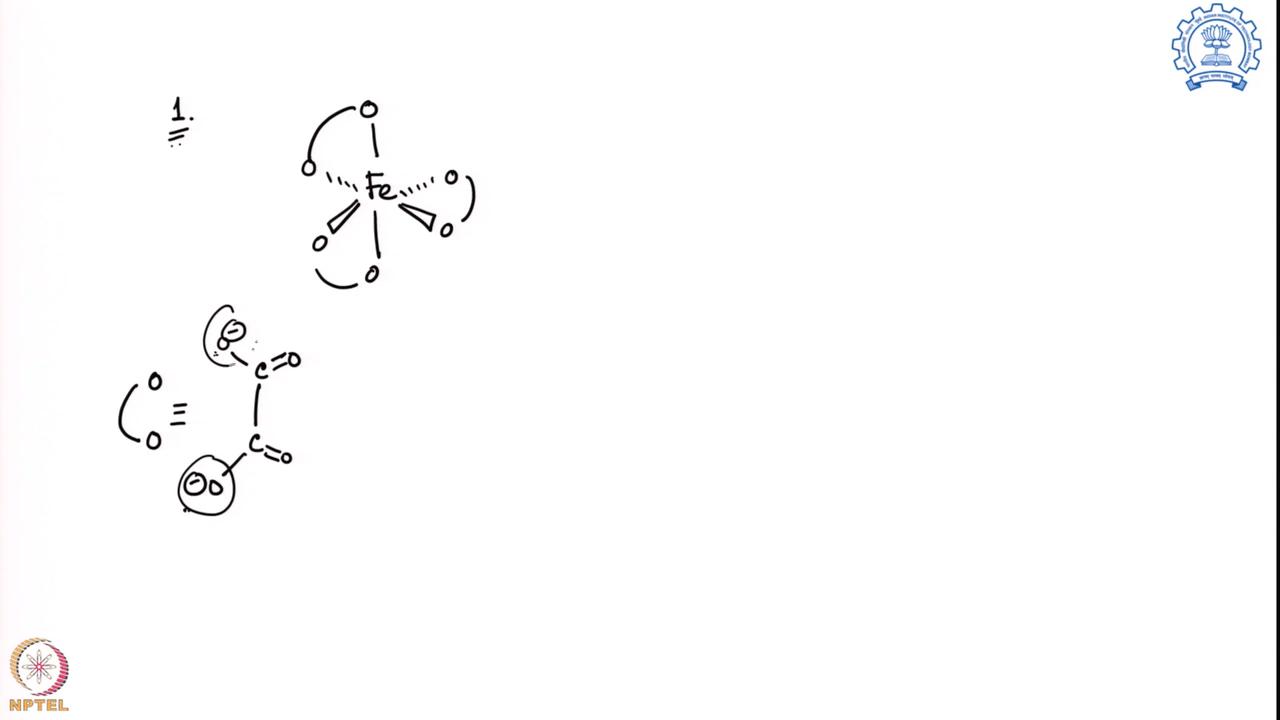 1.
O
O Fe O
O O
O
⊖
O C=O
O ≡
O C=O
⊖O
NPTEL